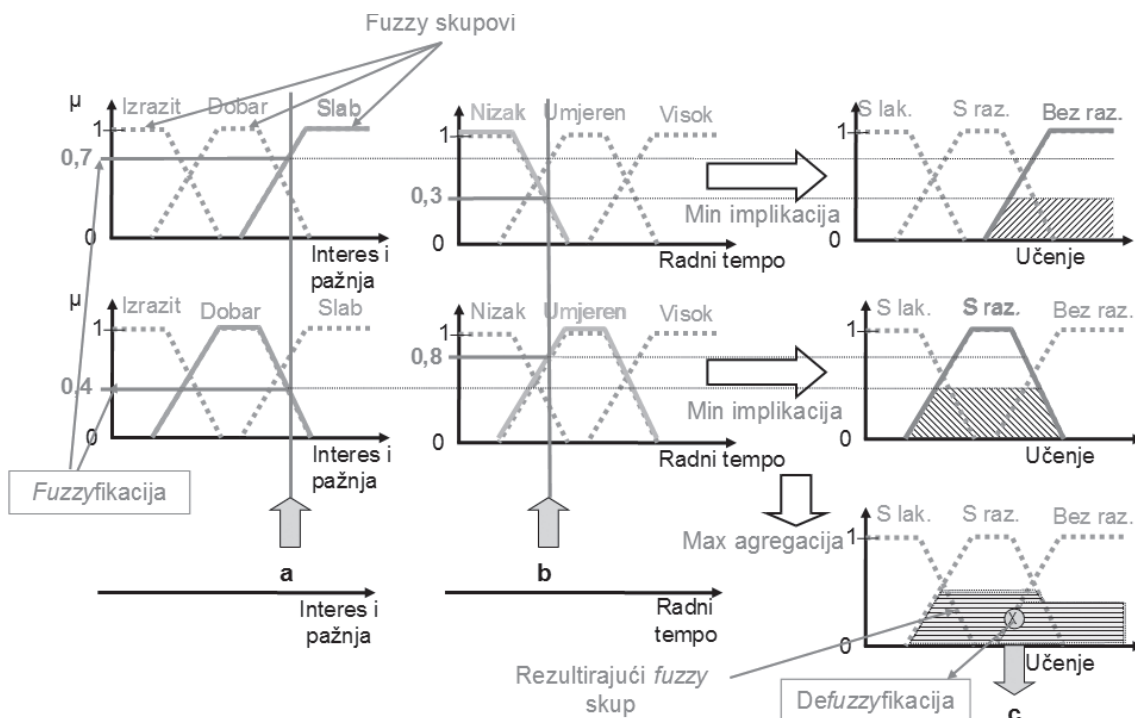 Fuzzy skupovi
µ Izrazit Dobar Slab
1
0,7
0
Interes i
pažnja
Nizak Umjeren Visok
1
0,3
0
Radni tempo
Min implikacija
S lak. S raz. Bez raz.
1
0
Učenje
µ Izrazit Dobar Slab
1
0,4
0
Interes i
pažnja
Nizak Umjeren Visok
1
0,8
0
Radni tempo
Min implikacija
S lak. S raz. Bez raz.
1
0
Učenje
Fuzzyfikacija
a
Interes i
pažnja
b
Radni
tempo
Max agregacija
S lak. S raz. Bez raz.
1
0
X
Učenje
Rezultirajući fuzzy
skup
Defuzzyfikacija
c